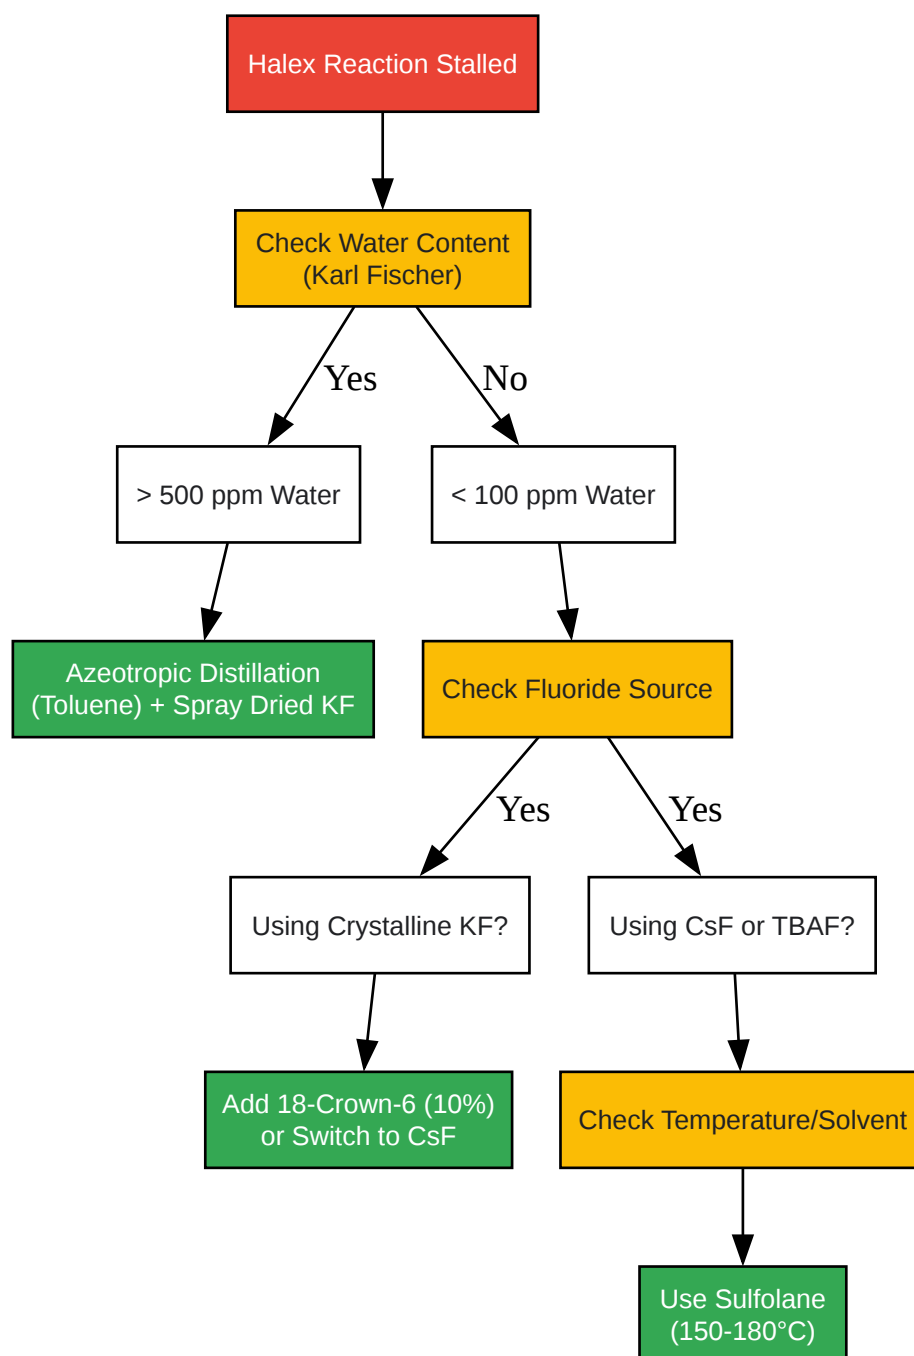 Halex Reaction Stalled
Check Water Content
(Karl Fischer)
Yes
No
> 500 ppm Water
< 100 ppm Water
Azeotropic Distillation
(Toluene) + Spray Dried KF
Check Fluoride Source
Yes
Yes
Using Crystalline KF?
Using CsF or TBAF?
Add 18-Crown-6 (10%)
or Switch to CsF
Check Temperature/Solvent
Use Sulfolane
(150-180°C)